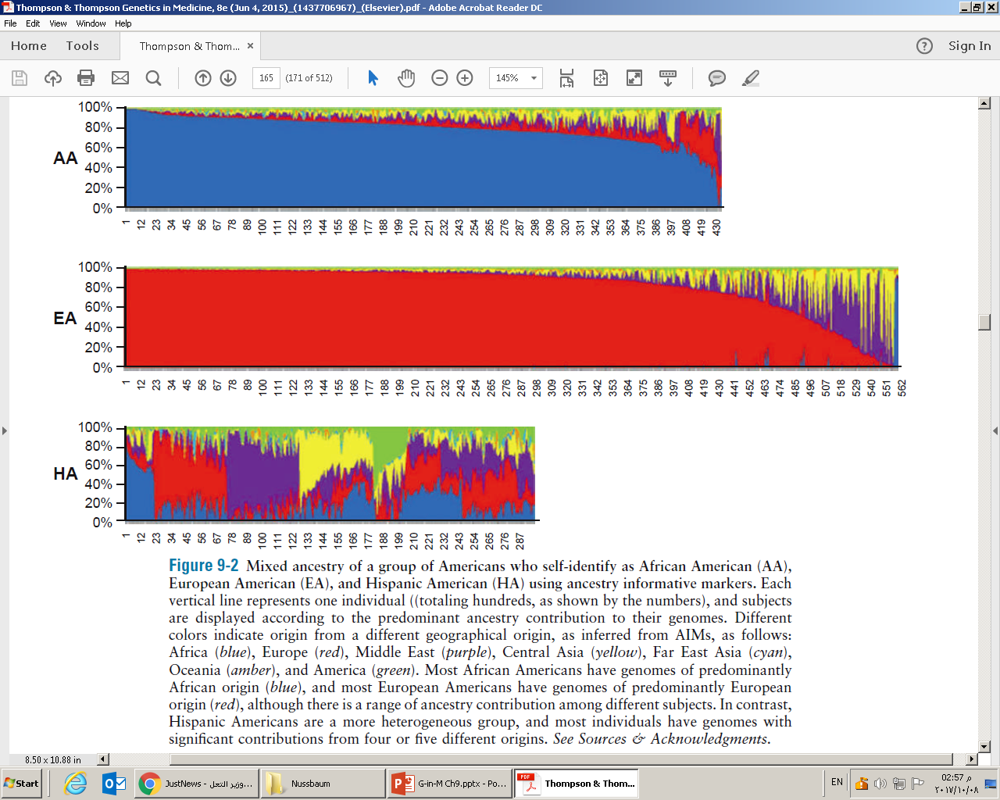 Thompson & Thompson Genetics in Medicine, 8e (Jun 4, 2015)_(1437706967)_(Elsevier).pdf - Adobe Acrobat Reader DC
File Edit View Window Help
Home Tools Thompson & Thom... × ? Sign In
165 (171 of 512) 145%
AA
100%
80%
60%
40%
20%
0%
1 12 23 34 45 56 67 78 89 100 111 122 133 144 155 166 177 188 199 210 221 232 243 254 265 276 287 298 309 320 331 342 353 364 375 386 397 408 419 430
EA
100%
80%
60%
40%
20%
0%
1 12 23 34 45 56 67 78 89 100 111 122 133 144 155 166 177 188 199 210 221 232 243 254 265 276 287 298 309 320 331 342 353 364 375 386 397 408 419 430 441 452 463 474 485 496 507 518 529 540 551 562
HA
100%
80%
60%
40%
20%
0%
1 12 23 34 45 56 67 78 89 100 111 122 133 144 155 166 177 188 199 210 221 232 243 254 265 276 287
Figure 9-2 Mixed ancestry of a group of Americans who self-identify as African American (AA),
European American (EA), and Hispanic American (HA) using ancestry informative markers. Each
vertical line represents one individual ((totaling hundreds, as shown by the numbers), and subjects
are displayed according to the predominant ancestry contribution to their genomes. Different
colors indicate origin from a different geographical origin, as inferred from AIMs, as follows:
Africa (blue), Europe (red), Middle East (purple), Central Asia (yellow), Far East Asia (cyan),
Oceania (amber), and America (green). Most African Americans have genomes of predominantly
African origin (blue), and most European Americans have genomes of predominantly European
origin (red), although there is a range of ancestry contribution among different subjects. In contrast,
Hispanic Americans are a more heterogeneous group, and most individuals have genomes with
significant contributions from four or five different origins. See Sources & Acknowledgments.
8.50 x 10.88 in
Start JustNews - وزير التعل... Nussbaum G-in-M Ch9.pptx - Po... Thompson & Thom... EN
02:57 م
٢٠١٧/١٠/٠٨